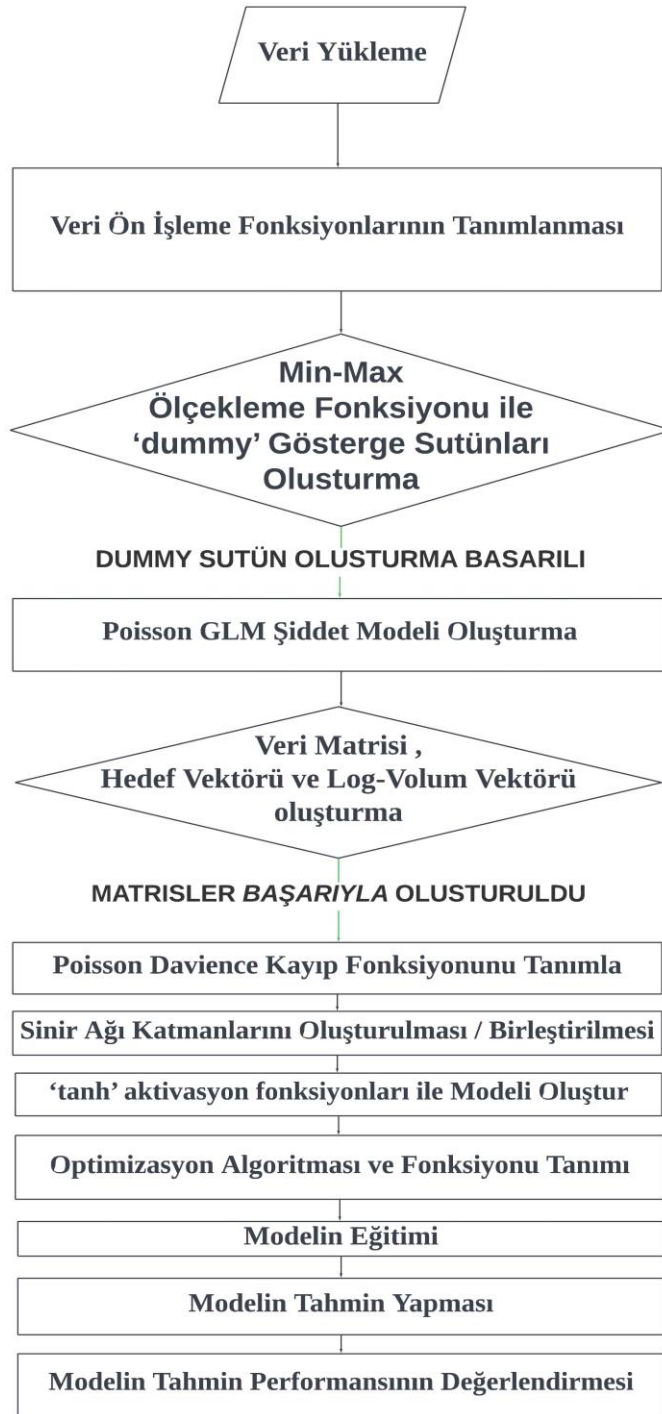 Veri Yükleme
Veri Ön İşleme Fonksiyonlarının Tanımlanması
Min-Max
Ölçekleme Fonksiyonu ile
‘dummy’ Gösterge Sutünları
Olusturma
DUMMY SUTÜN OLUSTURMA BASARILI
Poisson GLM Şiddet Modeli Oluşturma
Veri Matrisi ,
Hedef Vektörü ve Log-Volum Vektörü
oluşturma
MATRISLER BAŞARIYLA OLUSTURULDU
Poisson Davience Kayıp Fonksiyonunu Tanımla
Sinir Ağı Katmanlarını Oluşturulması / Birleştirilmesi
‘tanh’ aktivasyon fonksiyonları ile Modeli Oluştur
Optimizasyon Algoritması ve Fonksiyonu Tanımı
Modelin Eğitimi
Modelin Tahmin Yapması
Modelin Tahmin Performansının Değerlendirmesi